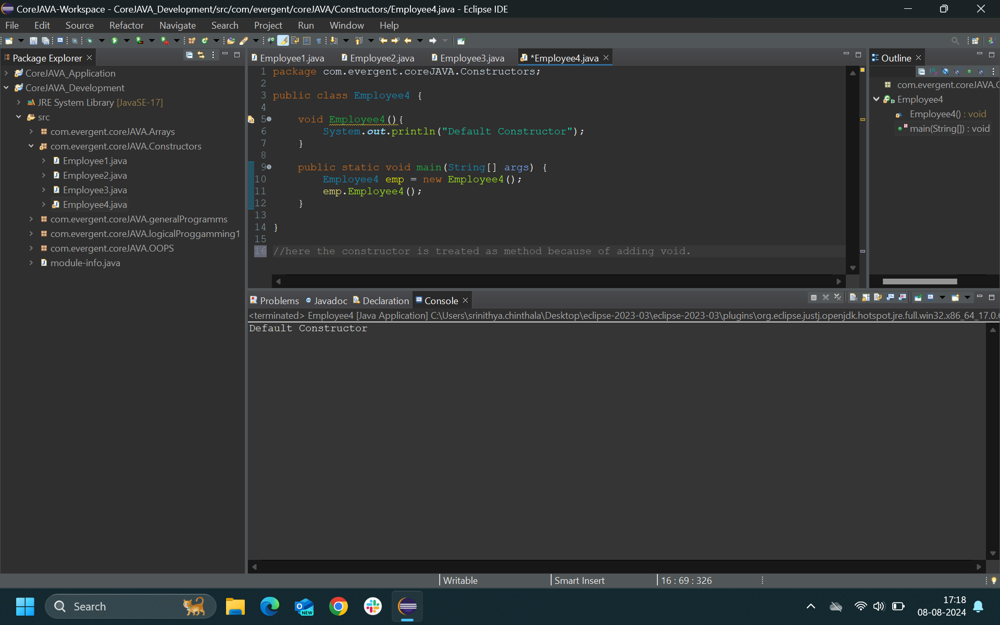 CoreJAVA-Workspace - CoreJAVA_Development/src/com/evergent/coreJAVA/Constructors/Employee4.java - Eclipse IDE
File Edit Source Refactor Navigate Search Project Run Window Help
Package Explorer
CoreJAVA_Application
CoreJAVA_Development
JRE System Library [JavaSE-17]
src
com.evergent.coreJAVA.Arrays
com.evergent.coreJAVA.Constructors
Employee1.java
Employee2.java
Employee3.java
Employee4.java
com.evergent.coreJAVA.generalProgramms
com.evergent.coreJAVA.logicalProggamming1
com.evergent.coreJAVA.OOPS
module-info.java
Employee1.java Employee2.java Employee3.java *Employee4.java
1 package com.evergent.coreJAVA.Constructors;
2
3 public class Employee4 {
4
5 void Employee4(){
6 System.out.println("Default Constructor");
7 }
8
9 public static void main(String[] args) {
10 Employee4 emp = new Employee4();
11 emp.Employee4();
12 }
13
14 }
15
16 //here the constructor is treated as method because of adding void.
Outline
com.evergent.coreJAVA.C
Employee4
Employee4() : void
main(String[]) : void
Problems Javadoc Declaration Console
<terminated> Employee4 [Java Application] C:\Users\srinithya.chinthala\Desktop\eclipse-2023-03\eclipse-2023-03\plugins\org.eclipse.justj.openjdk.hotspot.jre.full.win32.x86_64_17.0.
Default Constructor
Writable Smart Insert 16 : 69 : 326
Search
NEW
17:18
08-08-2024